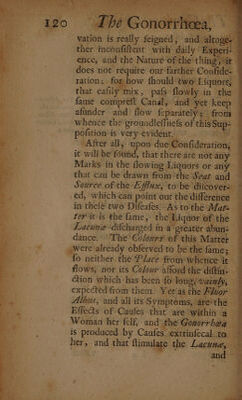 120 The Gonorrhœa,
vation is really feigned, and altoge-
ther inconsistent with daily Experi-
ence, and the Nature of the thing, it
does not require our farther Conside-
ration; for how should two Liquors,
that easily mix, pass slowly in the
same comprest Canal, and yet keep
asunder and flow separately; from
whence the groundlesness of this Sup-
position is very evident.
After all, upon due Consideration,
it will be found, that there are not any
Marks in the flowing Liquors or any
that can be drawn from the Seat and
Source of the Efflux, to be discover-
ed, which can point out the difference
in these two Diseases. As to the Mat-
ter it is the same, the Liquor of the
Lacunæ discharged in a greater abun-
dance. The Colours of this Matter
were already observed to be the same;
so neither the Place from whence it
flows, nor its Colour afford the distin-
ction which has been so long, vainly,
expected from them. Yet as the Fluor
Albus, and all its Symptoms, are the
Effects of Causes that are within a
Woman her self, and the Gonorrhœa
is produced by Causes extrinsecal to
her, and that stimulate the Lacunæ,
and